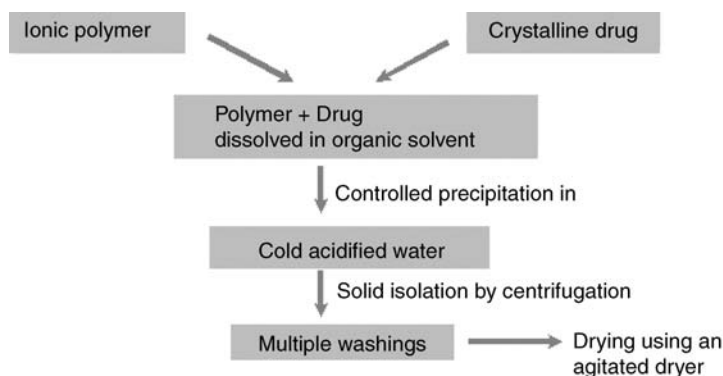 Ionic polymer
Crystalline drug
Polymer + Drug
dissolved in organic solvent
Controlled precipitation in
Cold acidified water
Solid isolation by centrifugation
Multiple washings
Drying using an
agitated dryer